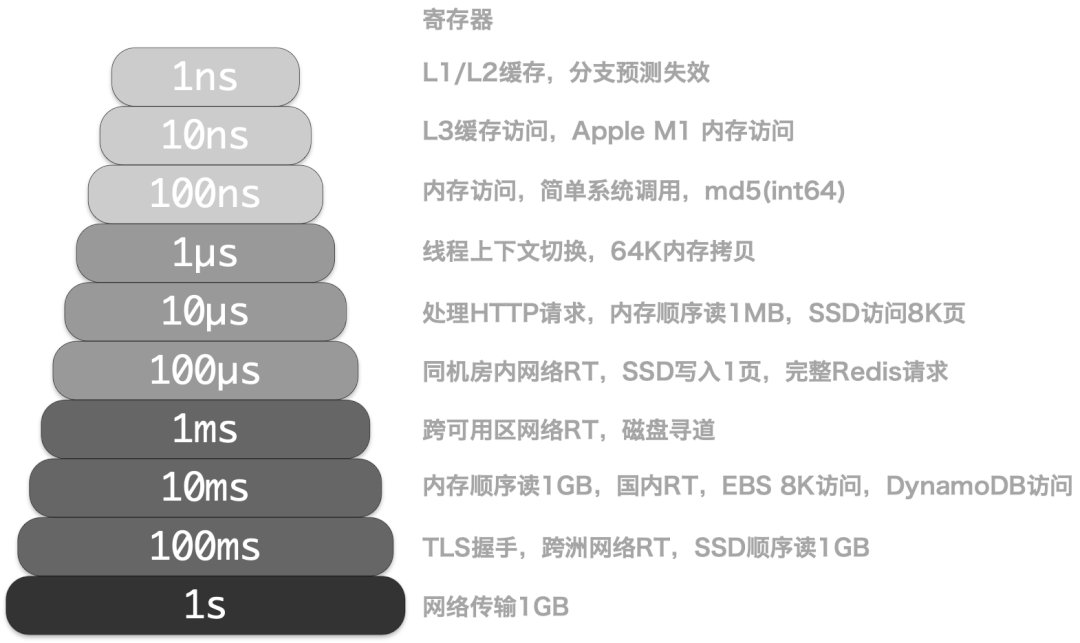 寄存器
1ns
L1/L2缓存，分支预测失效
10ns
L3缓存访问，Apple M1 内存访问
100ns
内存访问，简单系统调用，md5(int64)
1μs
线程上下文切换，64K内存拷贝
10μs
处理HTTP请求，内存顺序读1MB，SSD访问8K页
100μs
同机房内网络RT，SSD写入1页，完整Redis请求
1ms
跨可用区网络RT，磁盘寻道
10ms
内存顺序读1GB，国内RT，EBS 8K访问，DynamoDB访问
100ms
TLS握手，跨洲网络RT，SSD顺序读1GB
1s
网络传输1GB